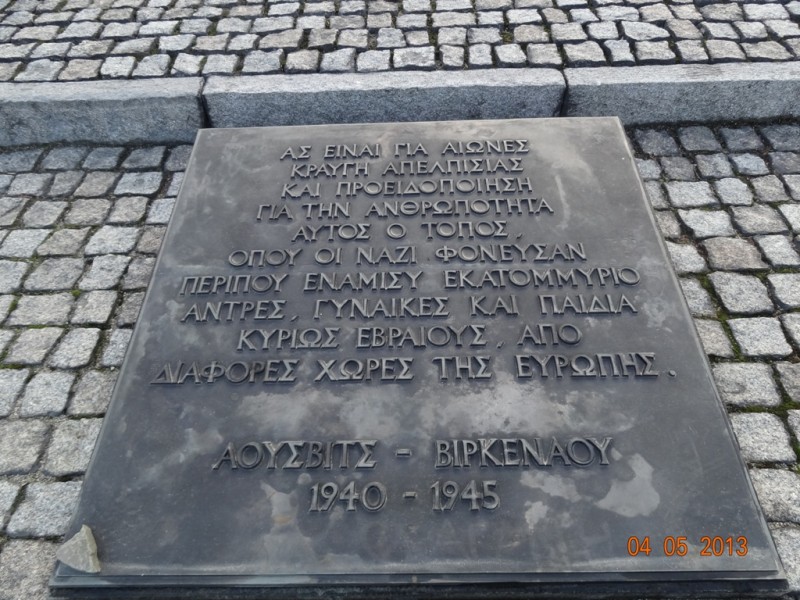 ΑΣ ΕΙΝΑΙ ΓΙΑ ΑΙΩΝΕΣ
ΚΡΑΥΓΗ ΑΠΕΛΠΙΣΙΑΣ
ΚΑΙ ΠΡΟΕΙΔΟΠΟΙΗΣΗ
ΓΙΑ ΤΗΝ ΑΝΘΡΩΠΟΤΗΤΑ
ΑΥΤΟΣ Ο ΤΟΠΟΣ,
ΟΠΟΥ ΟΙ ΝΑΖΙ ΦΟΝΕΥΣΑΝ
ΠΕΡΙΠΟΥ ΕΝΑΜΙΣΥ ΕΚΑΤΟΜΜΥΡΙΟ
ΑΝΤΡΕΣ, ΓΥΝΑΙΚΕΣ ΚΑΙ ΠΑΙΔΙΑ
ΚΥΡΙΩΣ ΕΒΡΑΙΟΥΣ, ΑΠΟ
ΔΙΑΦΟΡΕΣ ΧΩΡΕΣ ΤΗΣ ΕΥΡΩΠΗΣ.
ΑΟΥΣΒΙΤΣ - ΒΙΡΚΕΝΑΟΥ
1940 - 1945
04 05 2013